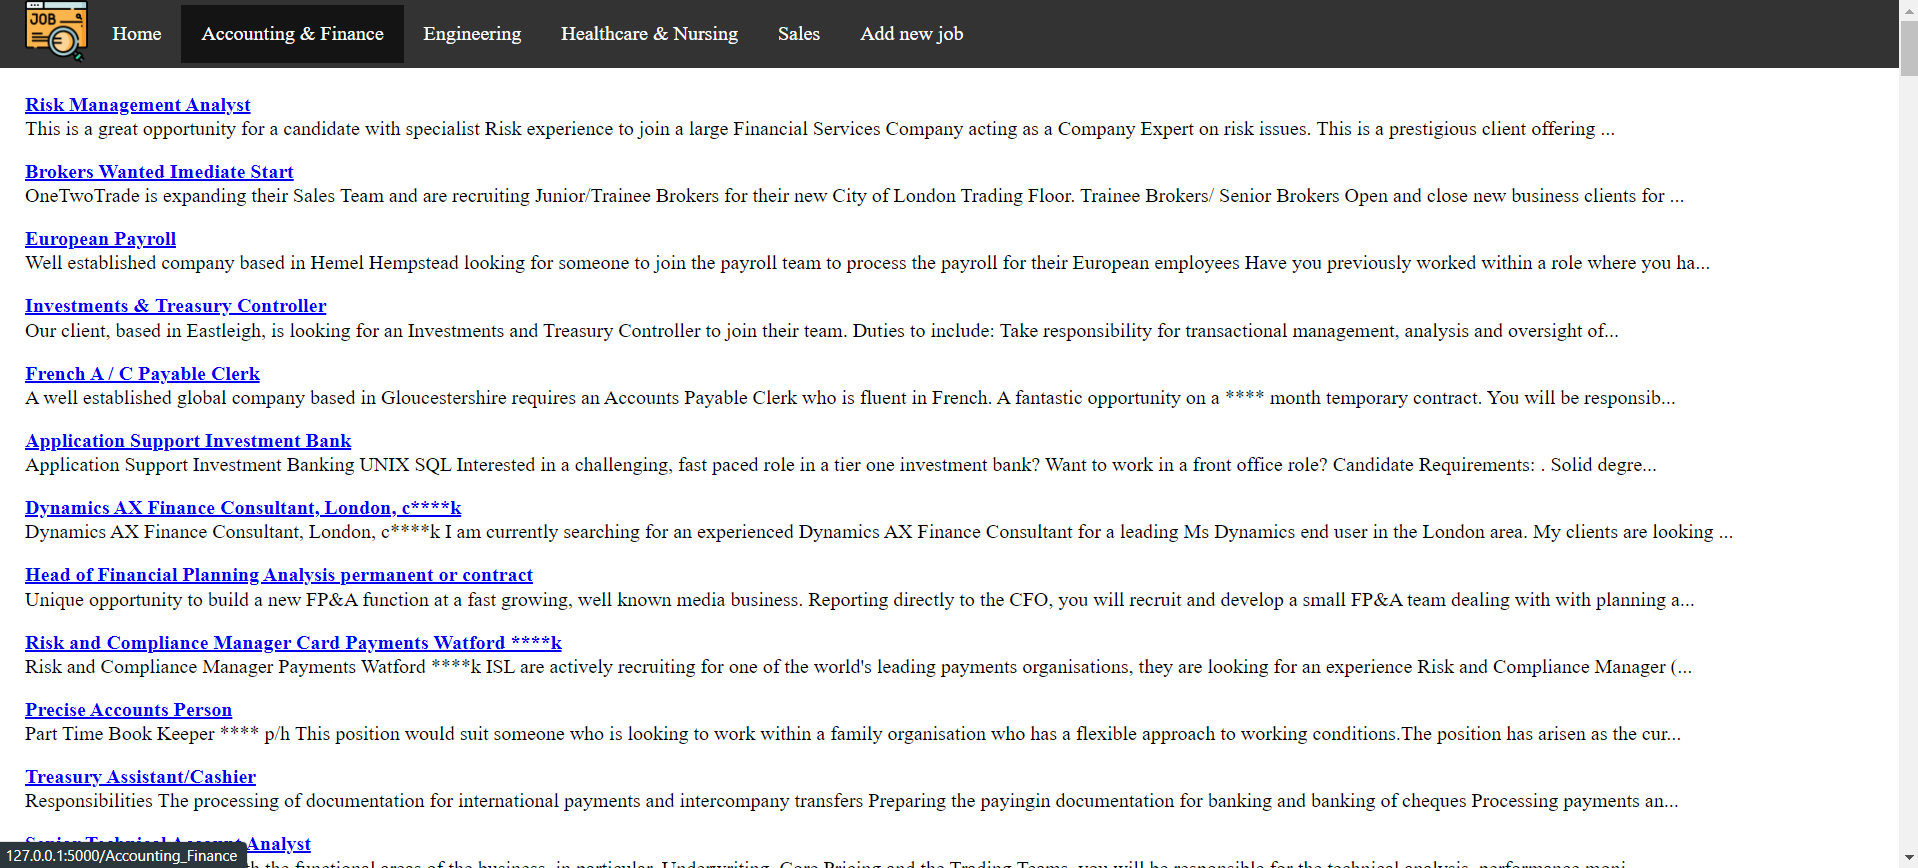 JOB
Home
Accounting & Finance
Engineering
Healthcare & Nursing
Sales
Add new job
Risk Management Analyst
This is a great opportunity for a candidate with specialist Risk experience to join a large Financial Services Company acting as a Company Expert on risk issues. This is a prestigious client offering ...
Brokers Wanted Imediate Start
OneTwoTrade is expanding their Sales Team and are recruiting Junior/Trainee Brokers for their new City of London Trading Floor. Trainee Brokers/ Senior Brokers Open and close new business clients for ...
European Payroll
Well established company based in Hemel Hempstead looking for someone to join the payroll team to process the payroll for their European employees Have you previously worked within a role where you ha...
Investments & Treasury Controller
Our client, based in Eastleigh, is looking for an Investments and Treasury Controller to join their team. Duties to include: Take responsibility for transactional management, analysis and oversight of...
French A / C Payable Clerk
A well established global company based in Gloucestershire requires an Accounts Payable Clerk who is fluent in French. A fantastic opportunity on a **** month temporary contract. You will be responsib...
Application Support Investment Bank
Application Support Investment Banking UNIX SQL Interested in a challenging, fast paced role in a tier one investment bank? Want to work in a front office role? Candidate Requirements: . Solid degre...
Dynamics AX Finance Consultant, London, c****k
Dynamics AX Finance Consultant, London, c****k I am currently searching for an experienced Dynamics AX Finance Consultant for a leading Ms Dynamics end user in the London area. My clients are looking ...
Head of Financial Planning Analysis permanent or contract
Unique opportunity to build a new FP&A function at a fast growing, well known media business. Reporting directly to the CFO, you will recruit and develop a small FP&A team dealing with with planning a...
Risk and Compliance Manager Card Payments Watford ****k
Risk and Compliance Manager Payments Watford ****k ISL are actively recruiting for one of the world's leading payments organisations, they are looking for an experience Risk and Compliance Manager (...
Precise Accounts Person
Part Time Book Keeper **** p/h This position would suit someone who is looking to work within a family organisation who has a flexible approach to working conditions.The position has arisen as the cur...
Treasury Assistant/Cashier
Responsibilities The processing of documentation for international payments and intercompany transfers Preparing the payingin documentation for banking and banking of cheques Processing payments an...
Senior Technical Account Analyst
the functional areas of the business, in particular, Underwriting, Core Pricing and the Trading Teams, you will be responsible for the technical analysis, performance moni...
127.0.0.1:5000/Accounting_Finance